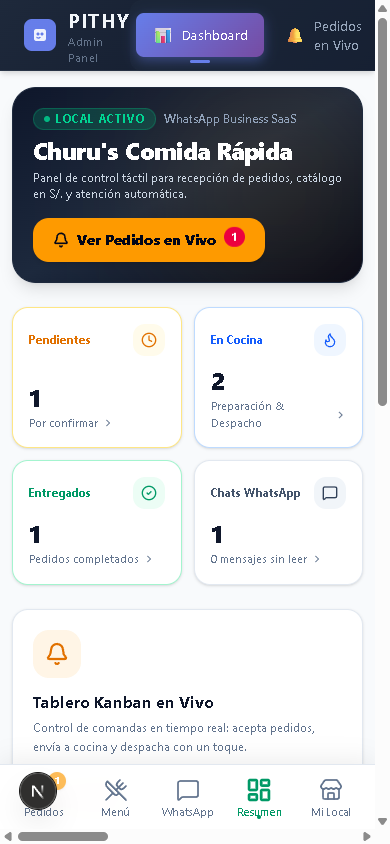 PITHY
Admin
Panel
Dashboard
Pedidos
en Vivo
LOCAL ACTIVO
WhatsApp Business SaaS
Churu's Comida Rápida
Panel de control táctil para recepción de pedidos, catálogo
en S/. y atención automática.
Ver Pedidos en Vivo 1
Pendientes
1
Por confirmar
En Cocina
2
Preparación &
Despacho
Entregados
1
Pedidos completados
Chats WhatsApp
1
0 mensajes sin leer
Tablero Kanban en Vivo
Control de comandas en tiempo real: acepta pedidos,
envía a cocina y despacha con un toque.
N
1
Pedidos
Menú
WhatsApp
Resumen
Mi Local